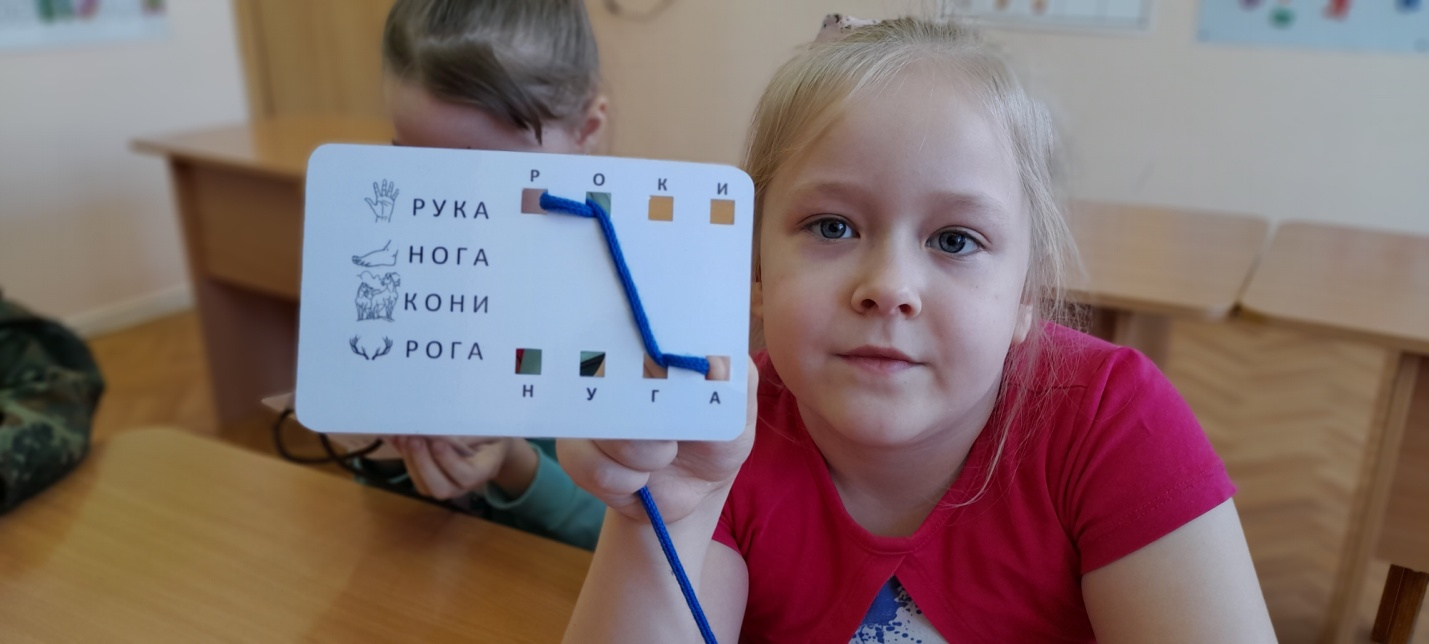 Р О К И
РУКА
НОГА
КОНИ
РОГА
Н У Г А